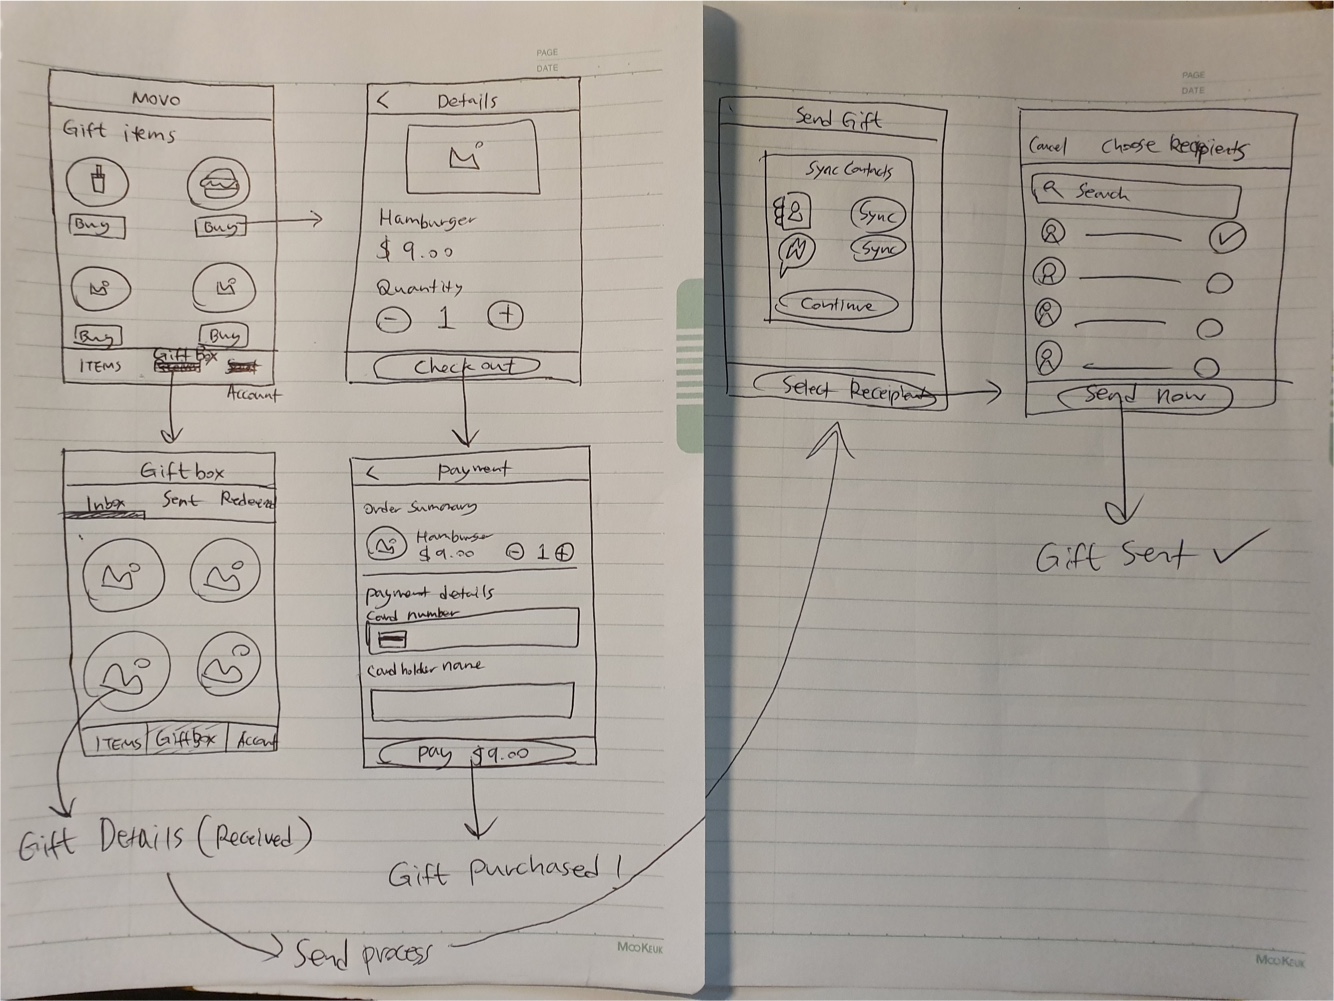 PAGE
DATE
MOVO
Gift items
Buy
Buy
Buy
Buy
ITEMS
Gift Box
Account
< Details
Hamburger
$ 9.00
Quantity
− 1 +
Check out
Gift box
Inbox Sent
ITEMS Gift Box Account
Gift Details (Received)
< Payment
Order Summary
Hamburger
$9.00 − 1 +
Payment details
Card number
Card holder name
Pay $9.00
Gift purchased !
Send process
MOOKEUK
PAGE
DATE
Send Gift
Sync Contacts
Sync
Sync
Continue
Select Receipients
Cancel Choose Recipients
Search
Send Now
Gift Sent ✓
MOOKEUK